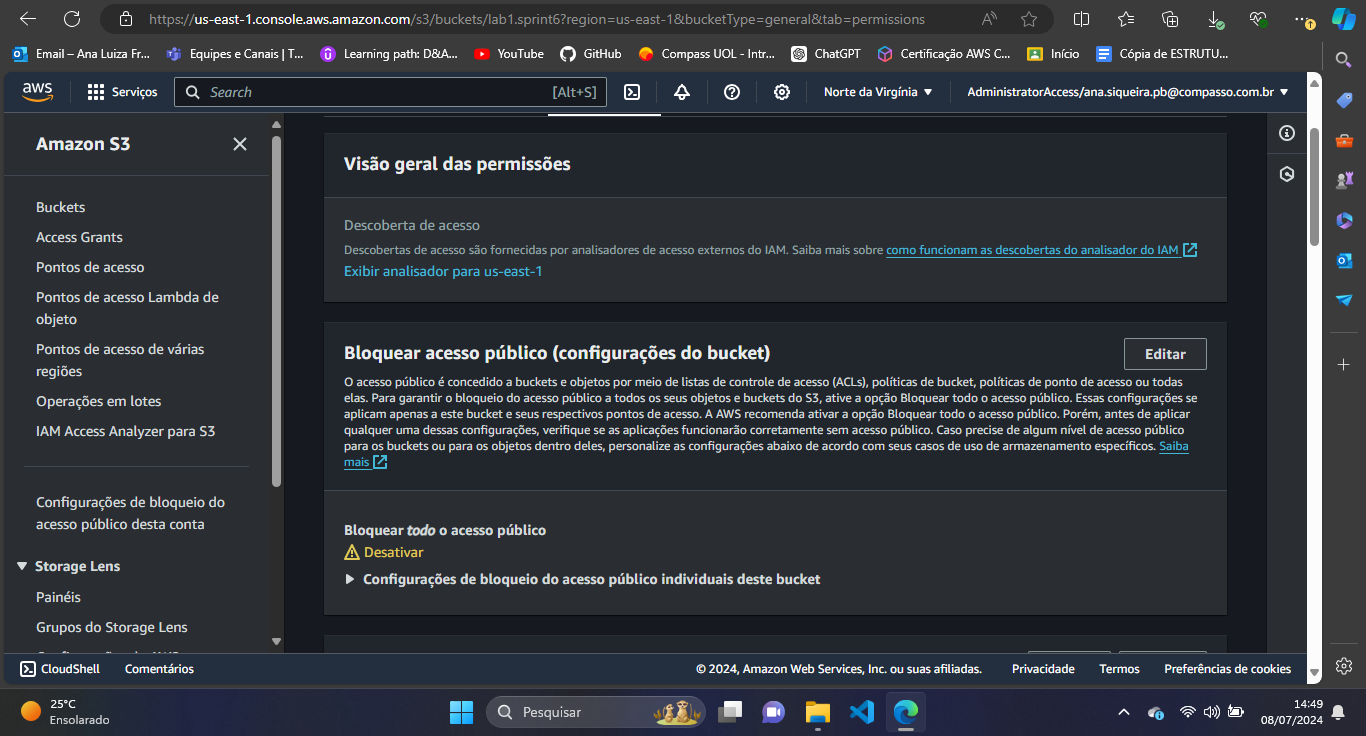 https://us-east-1.console.aws.amazon.com/s3/buckets/lab1.sprint6?region=us-east-1&bucketType=general&tab=permissions
Email – Ana Luiza Fr...
Equipes e Canais | T...
Learning path: D&A...
YouTube
GitHub
Compass UOL - Intr...
ChatGPT
Certificação AWS C...
Início
Cópia de ESTRUTU...
aws
Serviços
Search
[Alt+S]
Norte da Virgínia
AdministratorAccess/ana.siqueira.pb@compasso.com.br
Amazon S3
Buckets
Access Grants
Pontos de acesso
Pontos de acesso Lambda de
objeto
Pontos de acesso de várias
regiões
Operações em lotes
IAM Access Analyzer para S3
Configurações de bloqueio do
acesso público desta conta
Storage Lens
Painéis
Grupos do Storage Lens
Visão geral das permissões
Descoberta de acesso
Descobertas de acesso são fornecidas por analisadores de acesso externos do IAM. Saiba mais sobre como funcionam as descobertas do analisador do IAM
Exibir analisador para us-east-1
Bloquear acesso público (configurações do bucket)
Editar
O acesso público é concedido a buckets e objetos por meio de listas de controle de acesso (ACLs), políticas de bucket, políticas de ponto de acesso ou todas
elas. Para garantir o bloqueio do acesso público a todos os seus objetos e buckets do S3, ative a opção Bloquear todo o acesso público. Essas configurações se
aplicam apenas a este bucket e seus respectivos pontos de acesso. A AWS recomenda ativar a opção Bloquear todo o acesso público. Porém, antes de aplicar
qualquer uma dessas configurações, verifique se as aplicações funcionarão corretamente sem acesso público. Caso precise de algum nível de acesso público
para os buckets ou para os objetos dentro deles, personalize as configurações abaixo de acordo com seus casos de uso de armazenamento específicos. Saiba
mais
Bloquear todo o acesso público
Desativar
Configurações de bloqueio do acesso público individuais deste bucket
CloudShell
Comentários
© 2024, Amazon Web Services, Inc. ou suas afiliadas.
Privacidade
Termos
Preferências de cookies
25°C
Ensolarado
Pesquisar
14:49
08/07/2024